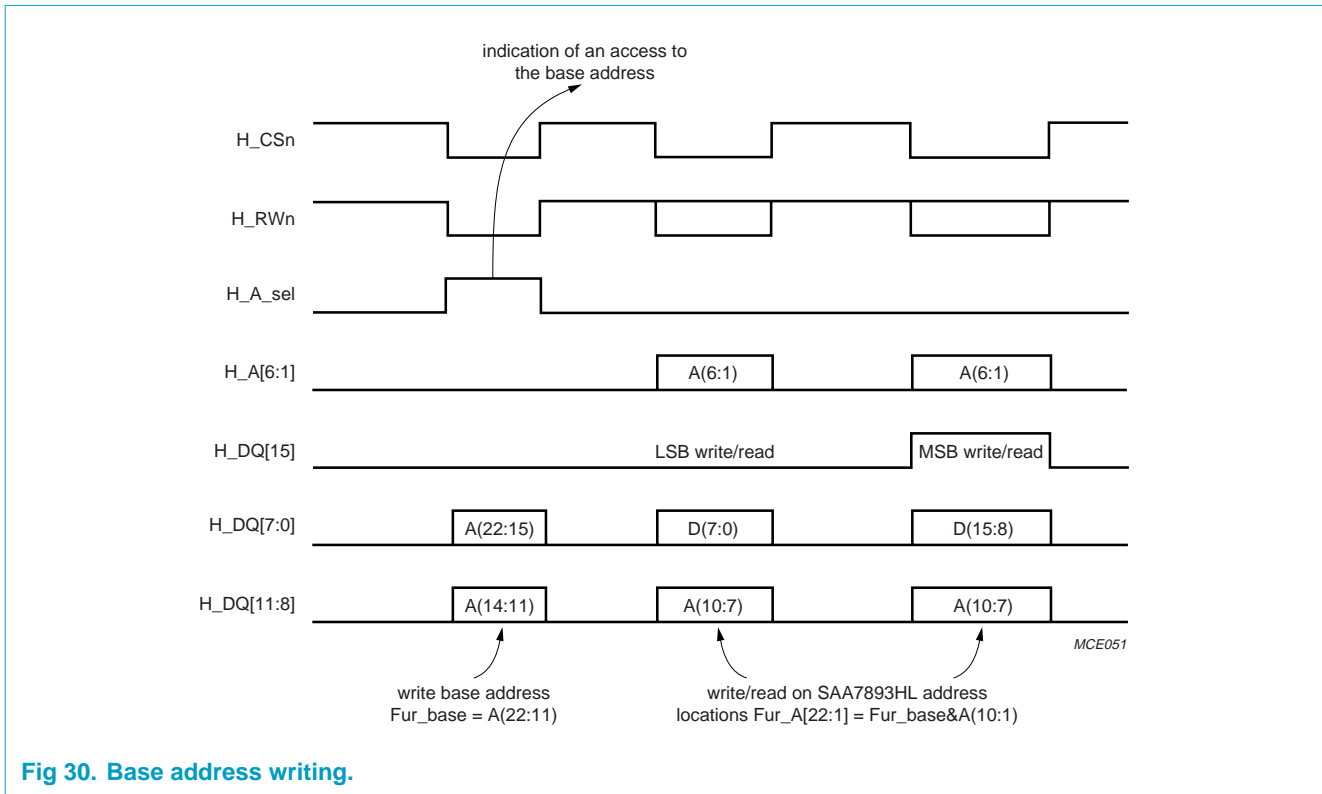 indication of an access to
the base address
H_CSn
H_RWn
H_A_sel
H_A[6:1]
A(6:1)
A(6:1)
H_DQ[15]
LSB write/read
MSB write/read
H_DQ[7:0]
A(22:15)
D(7:0)
D(15:8)
H_DQ[11:8]
A(14:11)
A(10:7)
A(10:7)
MCE051
write base address
Fur_base = A(22:11)
write/read on SAA7893HL address
locations Fur_A[22:1] = Fur_base&A(10:1)
Fig 30. Base address writing.